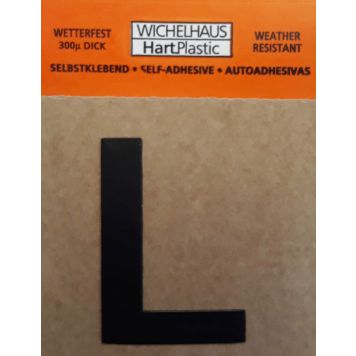 WETTERFEST
300µ DICK
WICHELHAUS
HartPlastic
WEATHER
RESISTANT
SELBSTKLEBEND • SELF-ADHESIVE • AUTOADHESIVAS
L